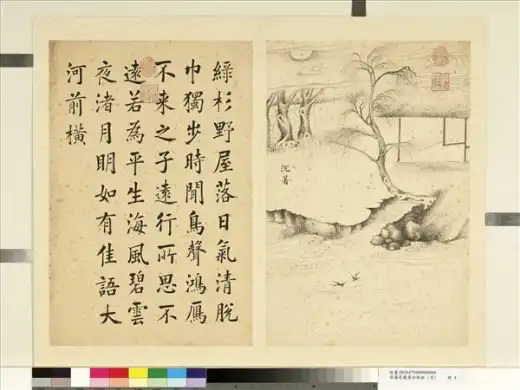 綠杉野屋落日氣清脫
巾獨步時聞鳥聲鴻雁
不來之子遠行所思不
遠若為平生海風碧雲
夜渚月明如有佳語大
河前橫
沉著